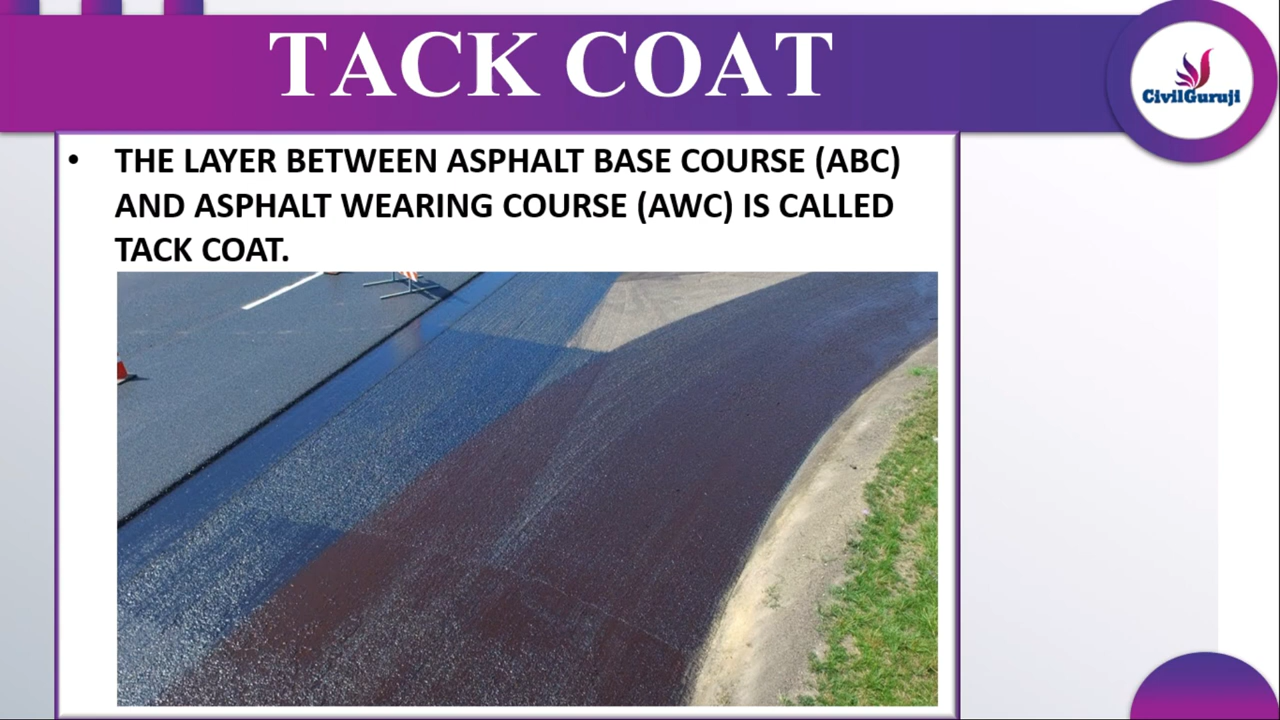 TACK COAT
CivilGuruji
• THE LAYER BETWEEN ASPHALT BASE COURSE (ABC)
AND ASPHALT WEARING COURSE (AWC) IS CALLED
TACK COAT.